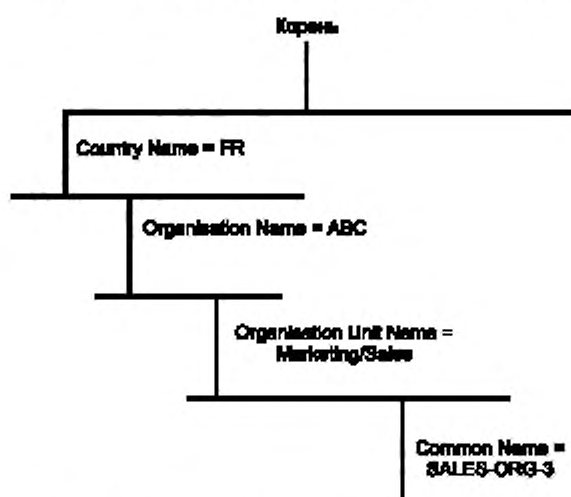 Корень
Country Name = FR
Organisation Name = ABC
Organisation Unit Name =
Marketing/Sales
Common Name =
SALES-ORG-3